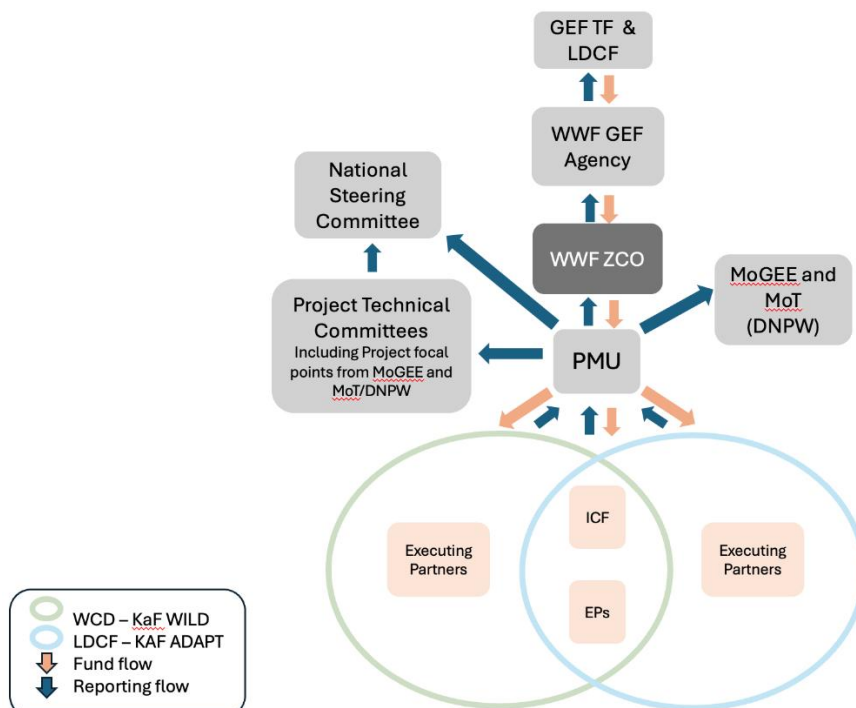 GEF TF &
LDCF
WWF GEF
Agency
National
Steering
Committee
WWF ZCO
MoGEE and
MoT
(DNPW)
Project Technical
Committees
Including Project focal
points from MoGEE and
MoT/DNPW
PMU
ICF
Executing
Partners
Executing
Partners
EPs
WCD – KaF WILD
LDCF – KAF ADAPT
Fund flow
Reporting flow